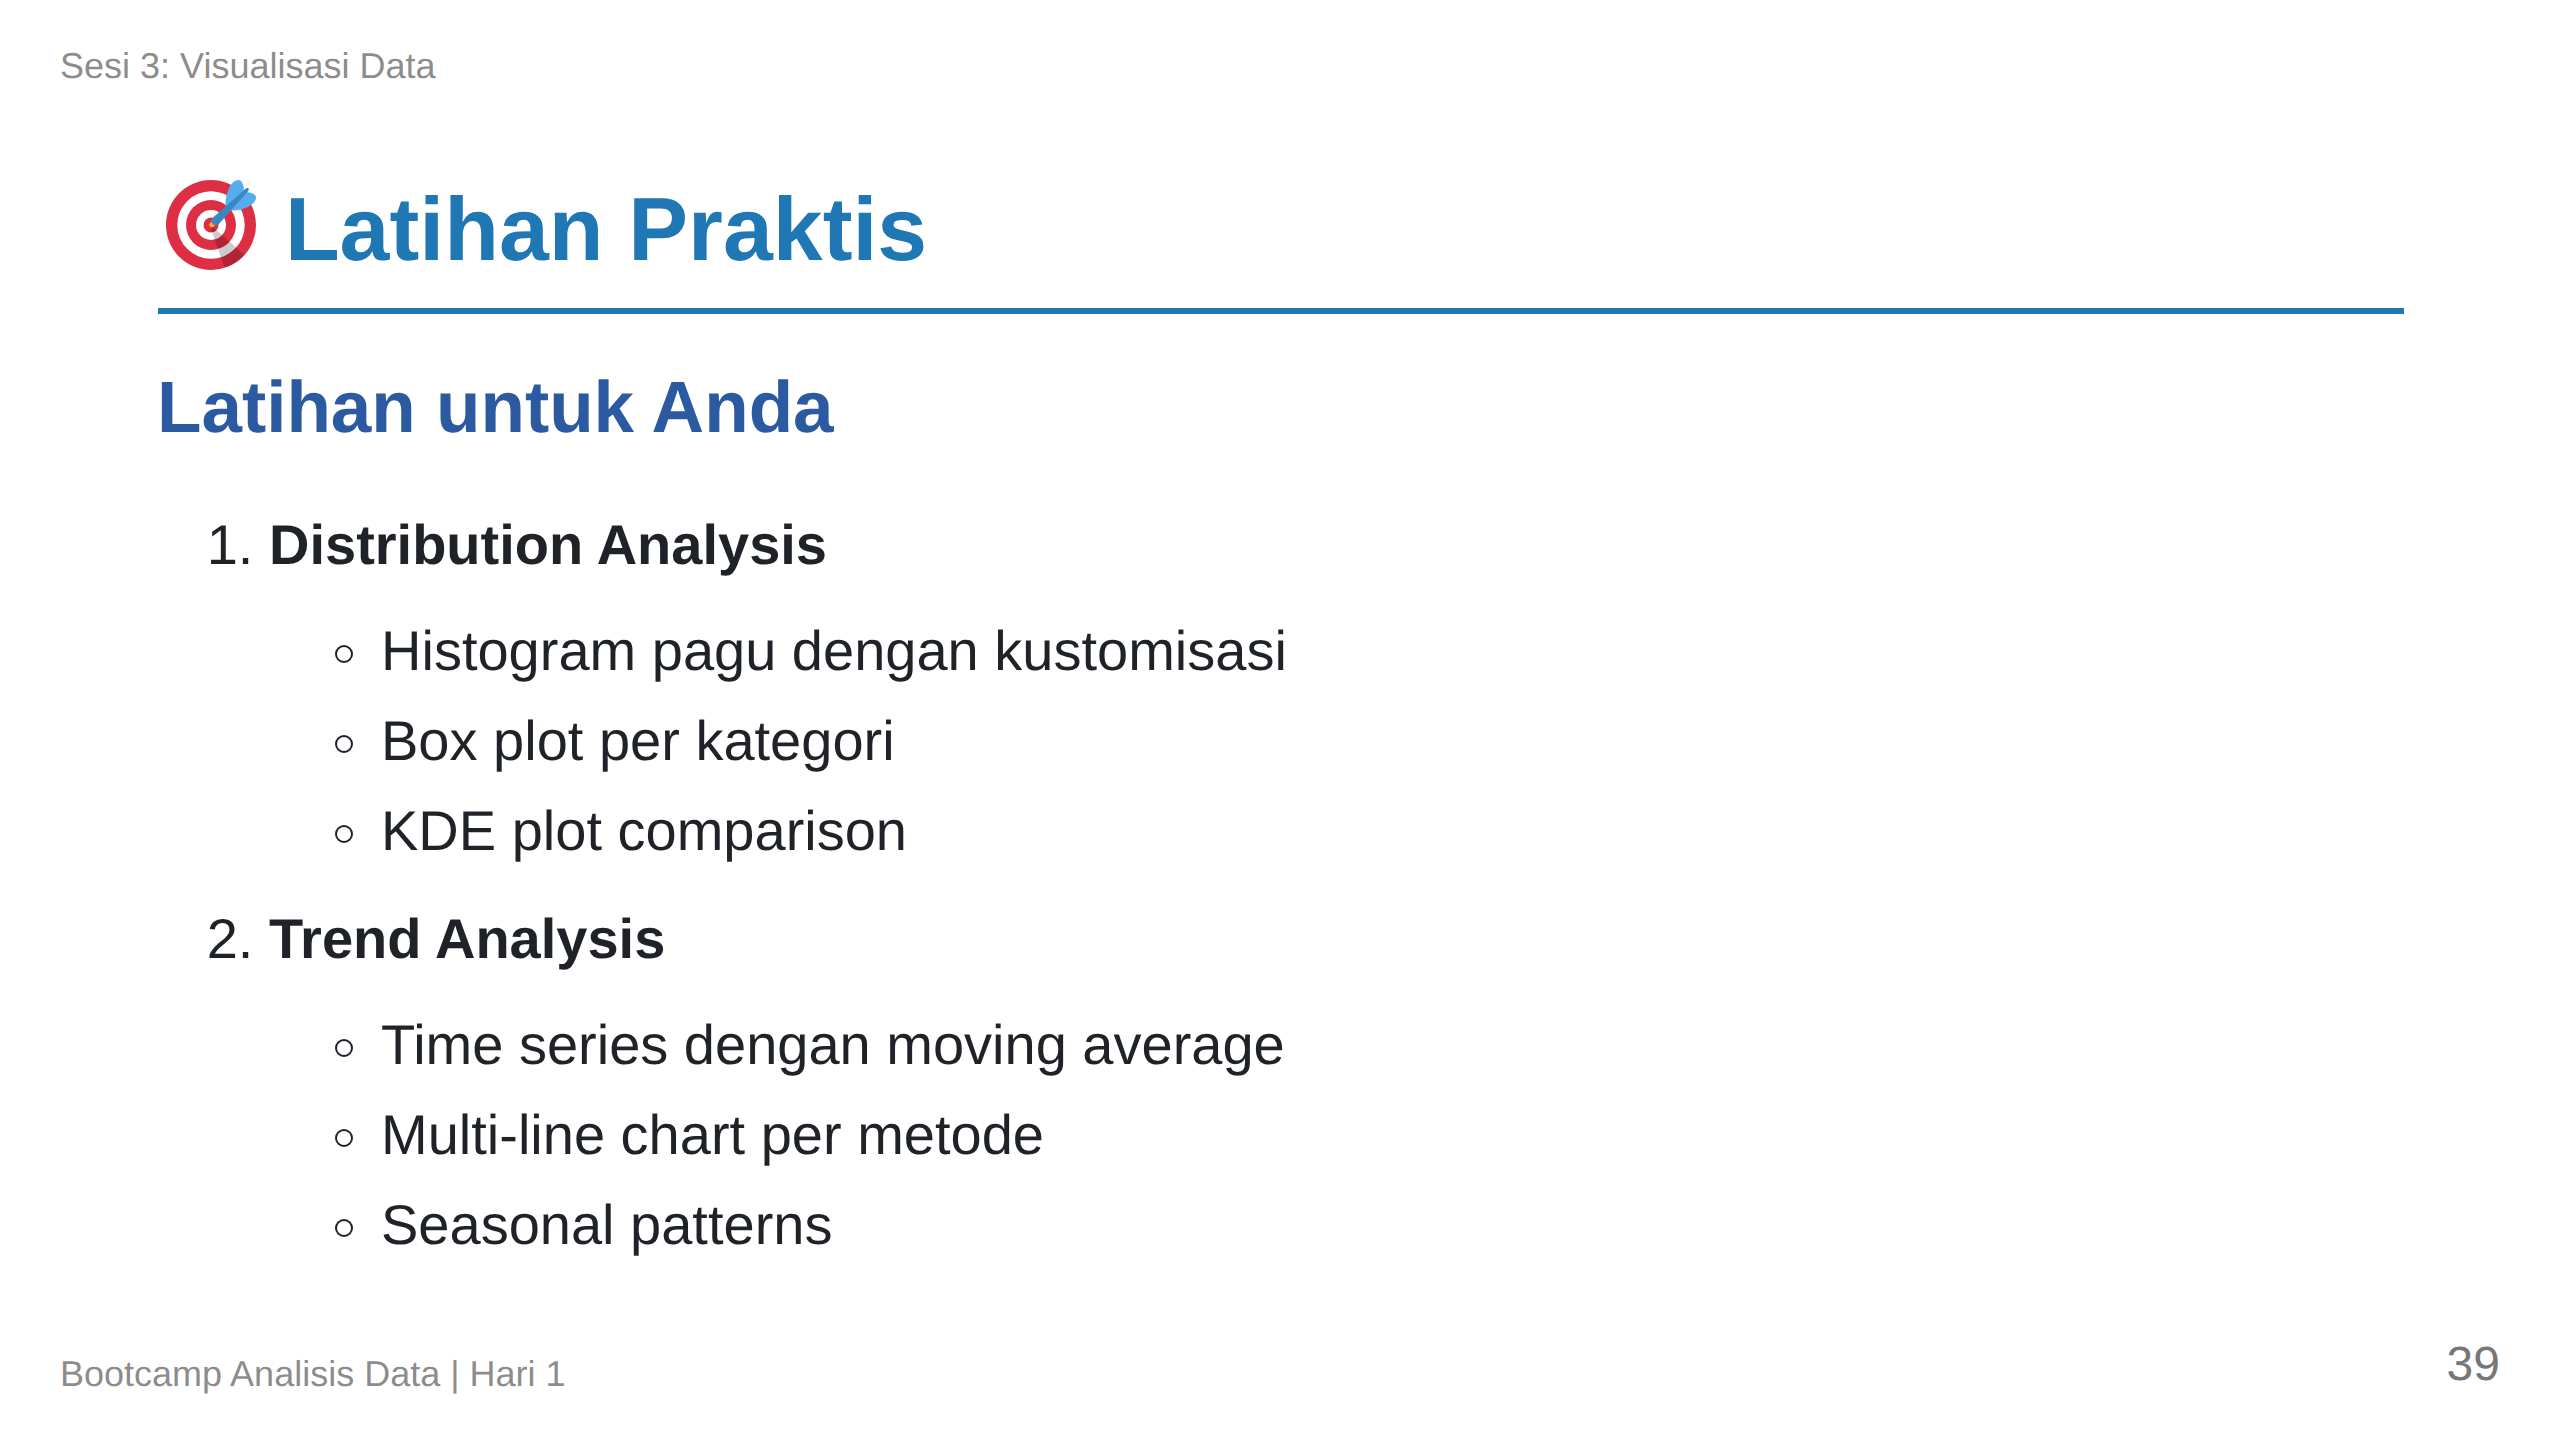 Sesi 3: Visualisasi Data
Latihan Praktis
Latihan untuk Anda
1. Distribution Analysis
○ Histogram pagu dengan kustomisasi
○ Box plot per kategori
○ KDE plot comparison
2. Trend Analysis
○ Time series dengan moving average
○ Multi-line chart per metode
○ Seasonal patterns
Bootcamp Analisis Data | Hari 1
39